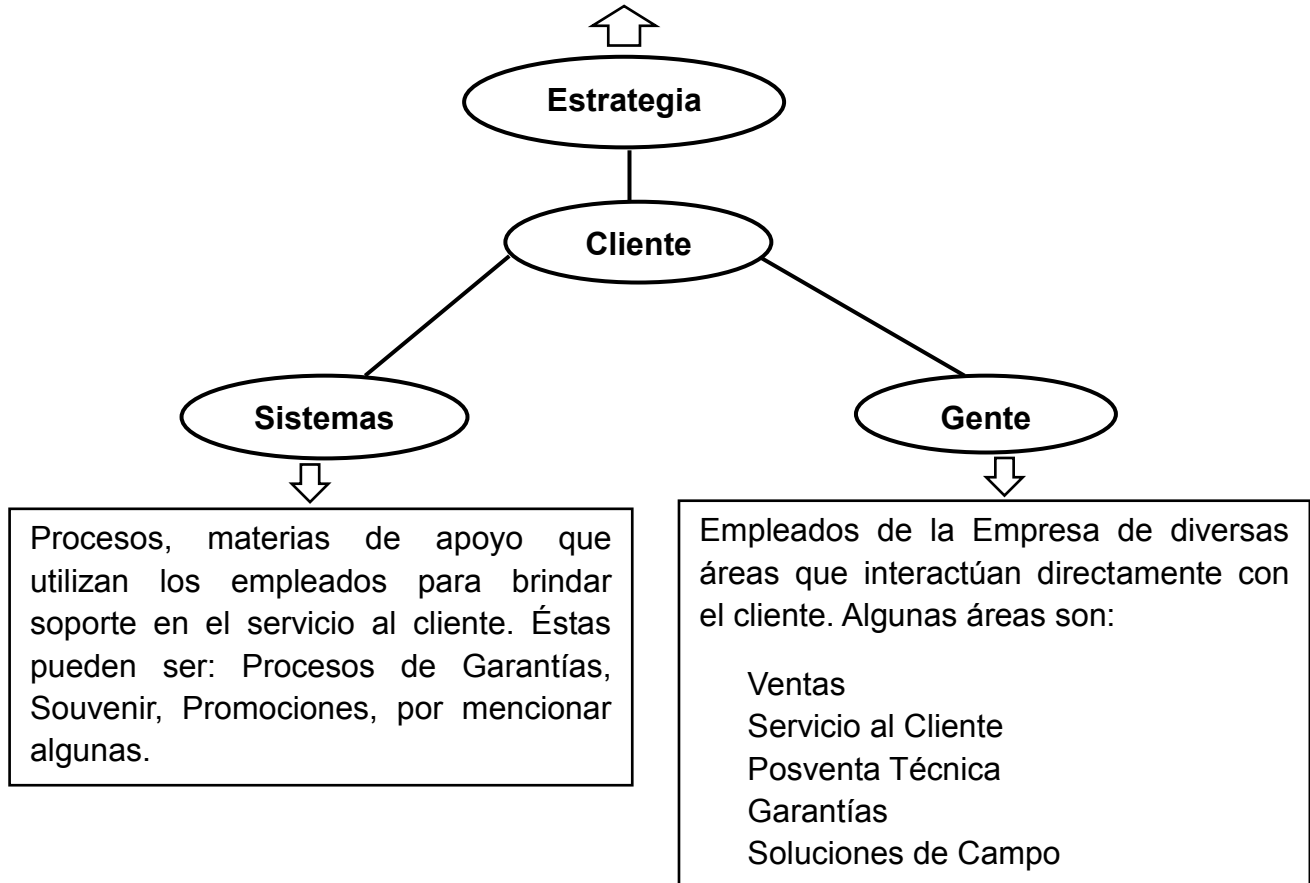 Estrategia
Cliente
Sistemas
Gente
Procesos, materias de apoyo que
utilizan los empleados para brindar
soporte en el servicio al cliente. Éstas
pueden ser: Procesos de Garantías,
Souvenir, Promociones, por mencionar
algunas.
Empleados de la Empresa de diversas
áreas que interactúan directamente con
el cliente. Algunas áreas son:
Ventas
Servicio al Cliente
Posventa Técnica
Garantías
Soluciones de Campo